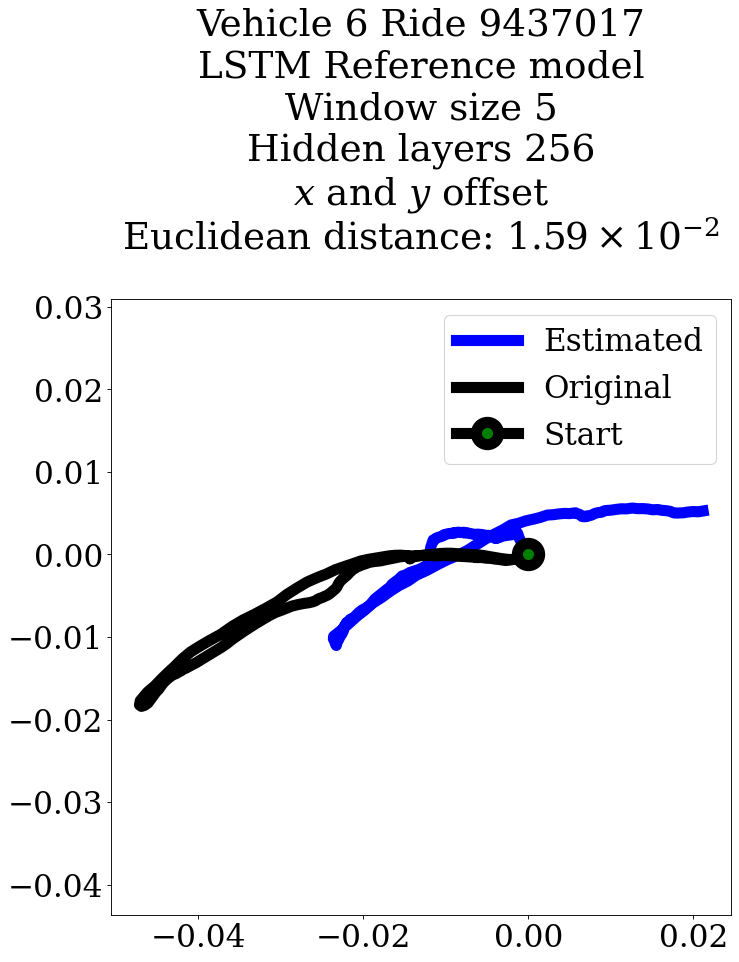 Vehicle 6 Ride 9437017
LSTM Reference model
Window size 5
Hidden layers 256
x and y offset
Euclidean distance: 1.59 × 10⁻²
Estimated
Original
Start
0.03
0.02
0.01
0.00
−0.01
−0.02
−0.03
−0.04
−0.04 −0.02 0.00 0.02